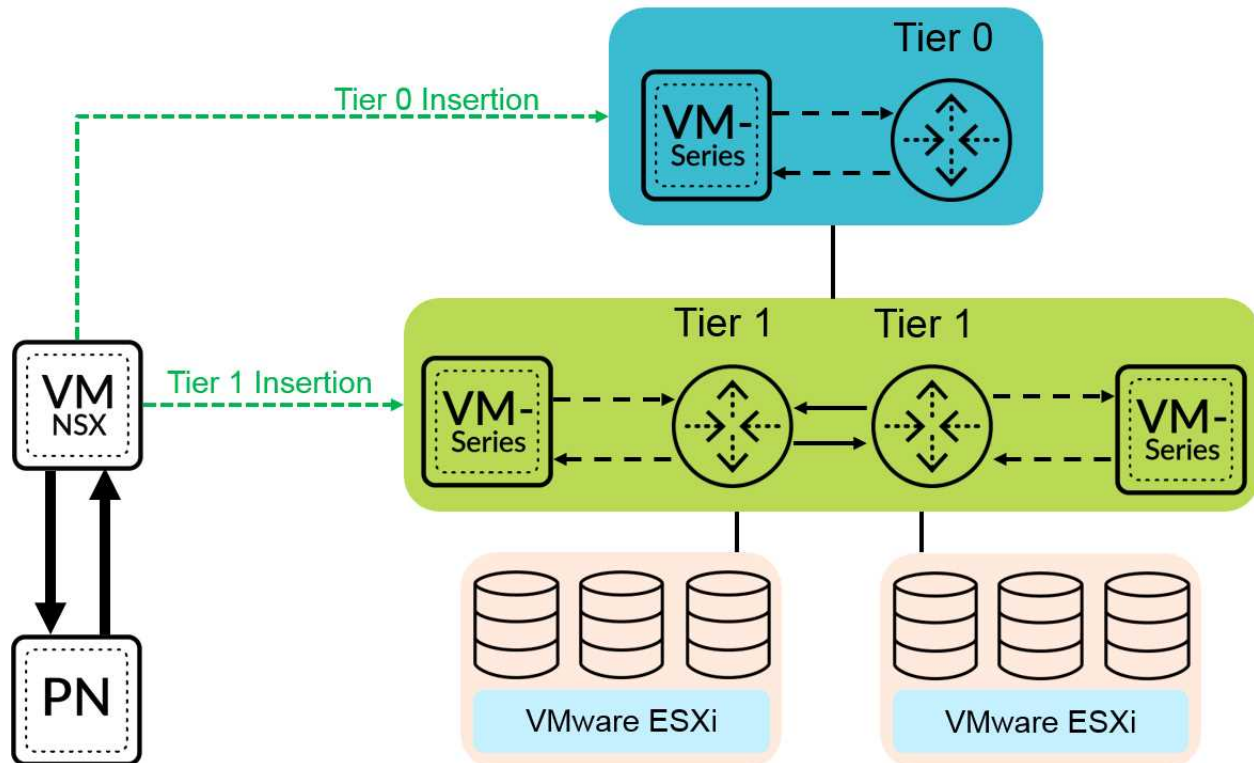 Tier 0
Tier 0 Insertion
VM-
Series
Tier 1
Tier 1
VM
NSX
Tier 1 Insertion
VM-
Series
VM-
Series
PN
VMware ESXi
VMware ESXi